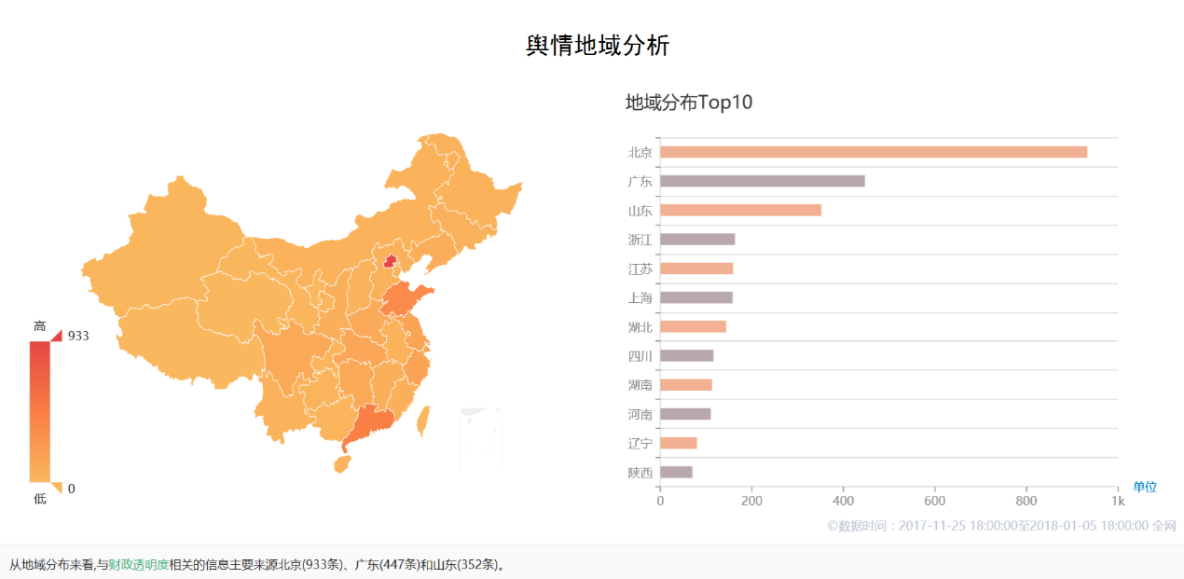 舆情地域分析
地域分布Top10
北京
广东
山东
浙江
江苏
上海
湖北
四川
湖南
河南
辽宁
陕西
0
200
400
600
800
1k
单位
高
933
0
低
©数据时间：2017-11-25 18:00:00至2018-01-05 18:00:00 全网
从地域分布来看,与财政透明度相关的信息主要来源北京(933条)、广东(447条)和山东(352条)。